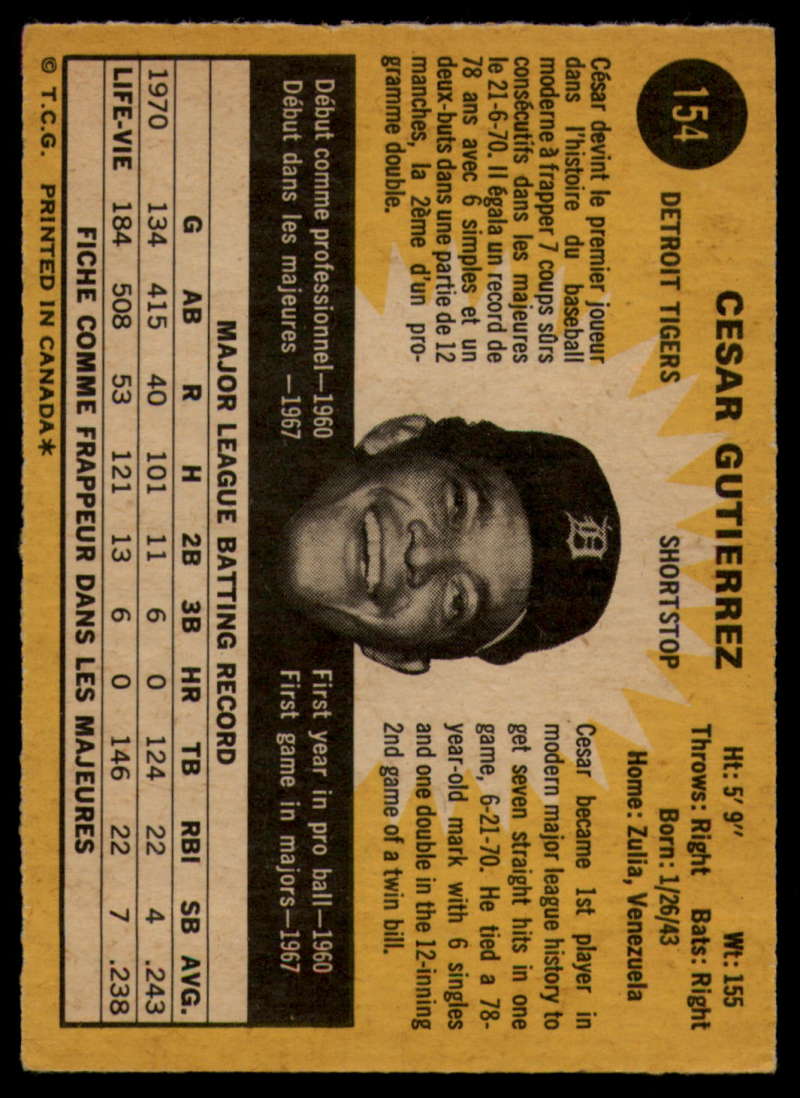 154
CESAR GUTIERREZ
DETROIT TIGERS SHORTSTOP
Ht: 5' 9" Wt: 155
Throws: Right Bats: Right
Born: 1/26/43
Home: Zulia, Venezuela
César devint le premier joueur
dans l'histoire du baseball
moderne à frapper 7 coups sûrs
consécutifs dans les majeures
le 21-6-70. Il égala un record de
78 ans avec 6 simples et un
deux-buts dans une partie de 12
manches, la 2ème d'un pro-
gramme double.
D
Cesar became 1st player in
modern major league history to
get seven straight hits in one
game, 6-21-70. He tied a 78-
year-old mark with 6 singles
and one double in the 12-inning
2nd game of a twin bill.
Début comme professionnel—1960
Début dans les majeures —1967
First year in pro ball—1960
First game in majors—1967
MAJOR LEAGUE BATTING RECORD
G AB R H 2B 3B HR TB RBI SB AVG.
1970 134 415 40 101 11 6 0 124 22 4 .243
LIFE-VIE 184 508 53 121 13 6 0 146 22 7 .238
FICHE COMME FRAPPEUR DANS LES MAJEURES
© T.C.G. PRINTED IN CANADA*